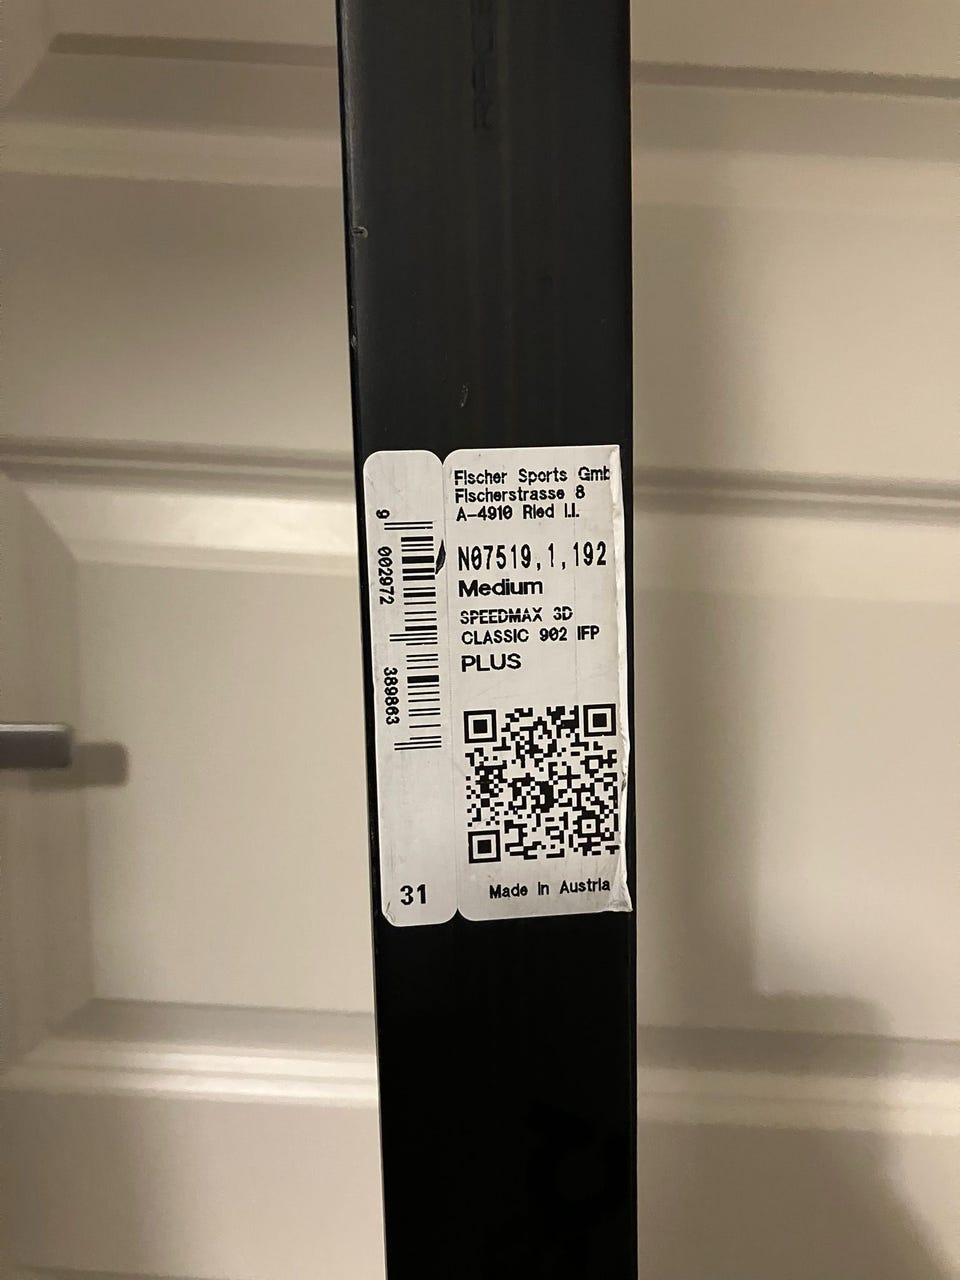 Fischer Sports Gmb
Fischerstrasse 8
A-4910 Ried I.I.
N07519,1,192
Medium
SPEEDMAX 3D
CLASSIC 902 IFP
PLUS
Made in Austria
9 002972 389863
31